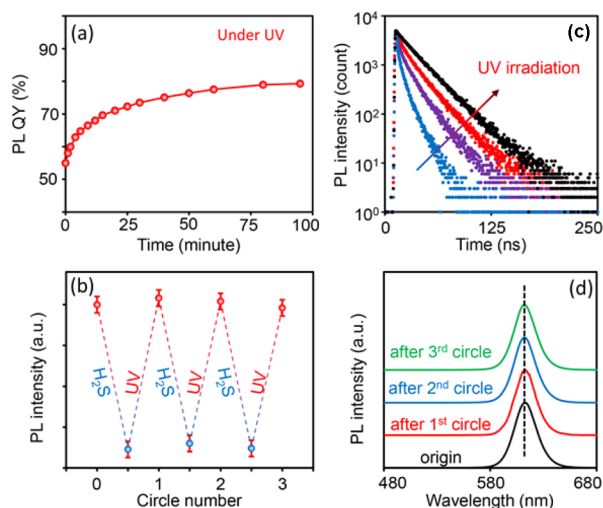 (a)
Under UV
PLQY (%)
90
70
50
0
25
50
75
100
Time (minute)
(c)
UV irradiation
PL intensity (count)
10⁴
10³
10²
10¹
10⁰
0
125
250
Time (ns)
(b)
PL intensity (a.u.)
H₂S
UV
H₂S
UV
H₂S
UV
0
1
2
3
Circle number
(d)
PL intensity (a.u.)
after 3rd circle
after 2nd circle
after 1st circle
origin
480
580
680
Wavelength (nm)